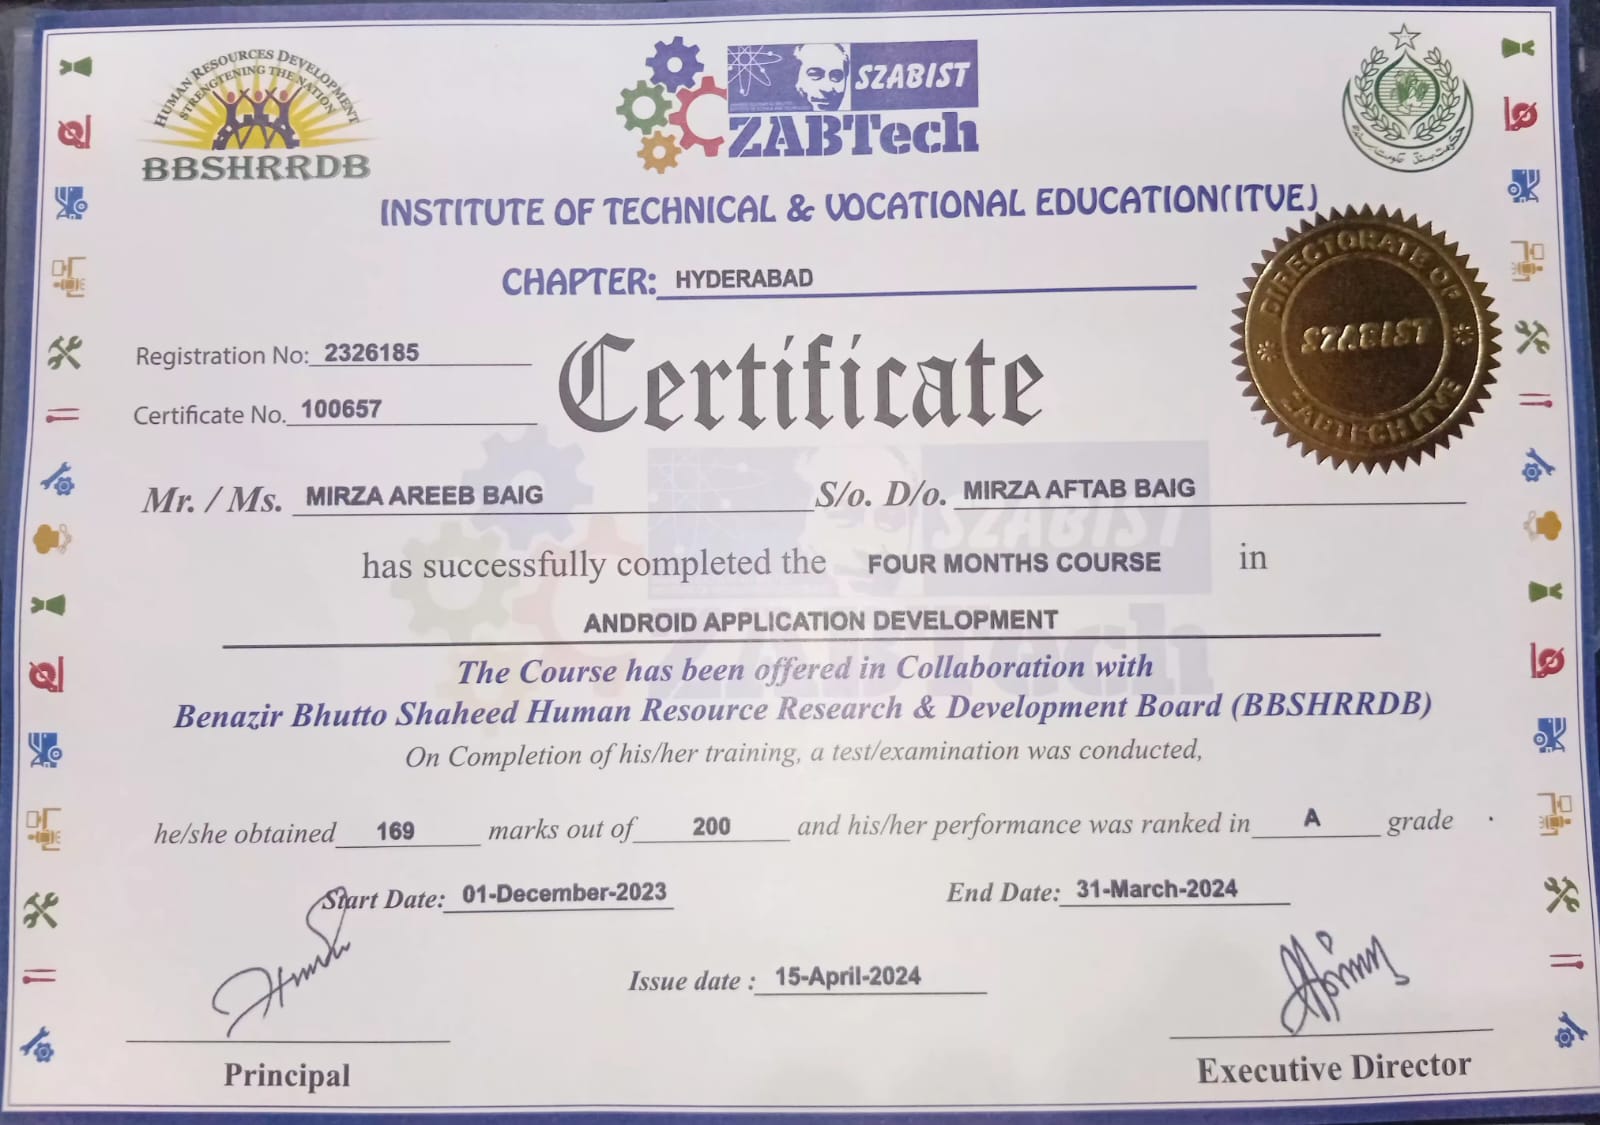 HUMAN RESOURCES DEVELOPMENT
STRENGTENING THE NATION
BBSHRRDB
SZABIST
ZABTech
INSTITUTE OF TECHNICAL & VOCATIONAL EDUCATION(ITVE)
CHAPTER: HYDERABAD
DIRECTORATE OF
SZABIST
ZABTECH ITVE
Registration No: 2326185
Certificate No. 100657
Certificate
Mr. / Ms. MIRZA AREEB BAIG S/o. D/o. MIRZA AFTAB BAIG
has successfully completed the FOUR MONTHS COURSE in
ANDROID APPLICATION DEVELOPMENT
SZABIST
ZABTech
The Course has been offered in Collaboration with
Benazir Bhutto Shaheed Human Resource Research & Development Board (BBSHRRDB)
On Completion of his/her training, a test/examination was conducted,
he/she obtained 169 marks out of 200 and his/her performance was ranked in A grade
Start Date: 01-December-2023 End Date: 31-March-2024
Issue date : 15-April-2024
Principal
Executive Director